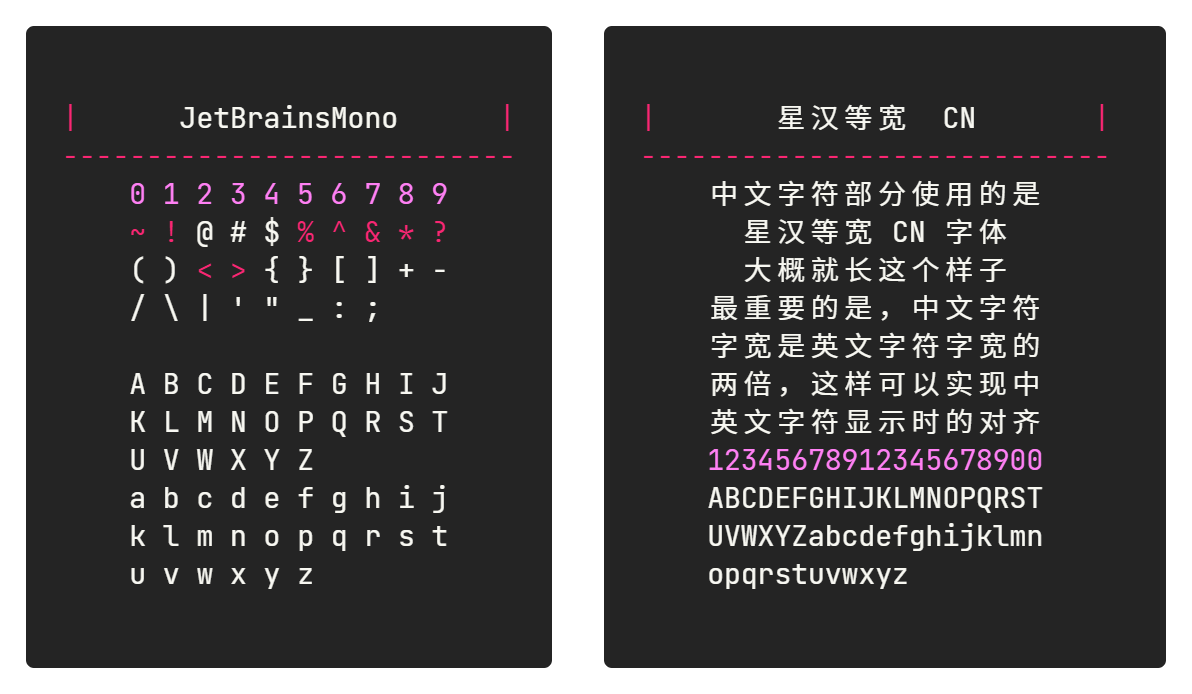 | JetBrainsMono |
---------------------------
0 1 2 3 4 5 6 7 8 9
~ ! @ # $ % ^ & * ?
( ) < > { } [ ] + -
/ \ | ' " _ : ;
A B C D E F G H I J
K L M N O P Q R S T
U V W X Y Z
a b c d e f g h i j
k l m n o p q r s t
u v w x y z
| 星汉等宽 CN |
----------------------------
中文字符部分使用的是
星汉等宽 CN 字体
大概就长这个样子
最重要的是，中文字符
字宽是英文字符字宽的
两倍，这样可以实现中
英文字符显示时的对齐
12345678912345678900
ABCDEFGHIJKLMNOPQRST
UVWXYZabcdefghijklmn
opqrstuvwxyz